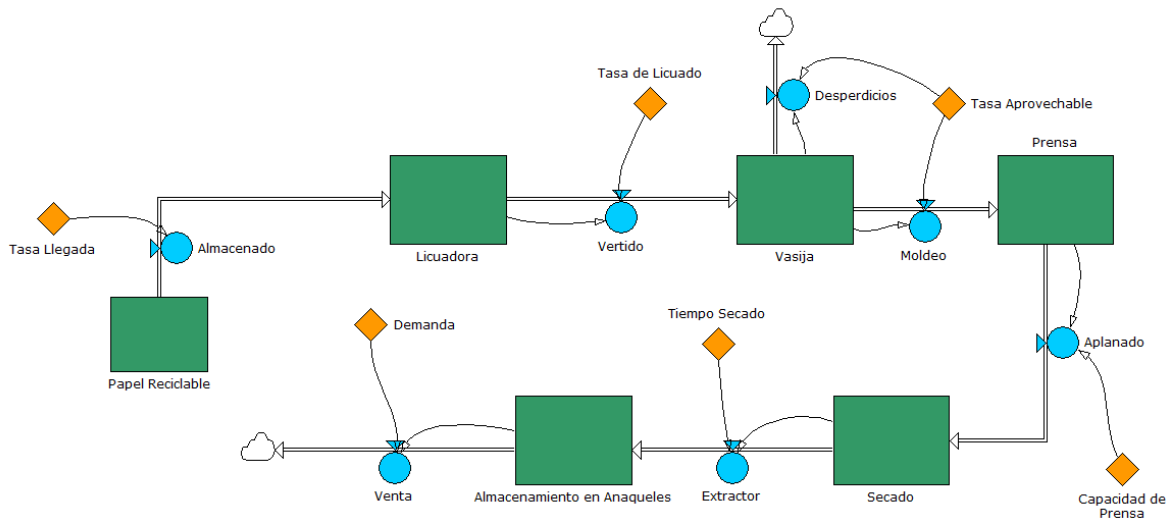 Tasa de Licuado
Desperdicios
Tasa Aprovechable
Prensa
Tasa Llegada
Almacenado
Licuadora
Vertido
Vasija
Moldeo
Demanda
Tiempo Secado
Aplanado
Papel Reciclable
Venta
Almacenamiento en Anaqueles
Extractor
Secado
Capacidad de
Prensa